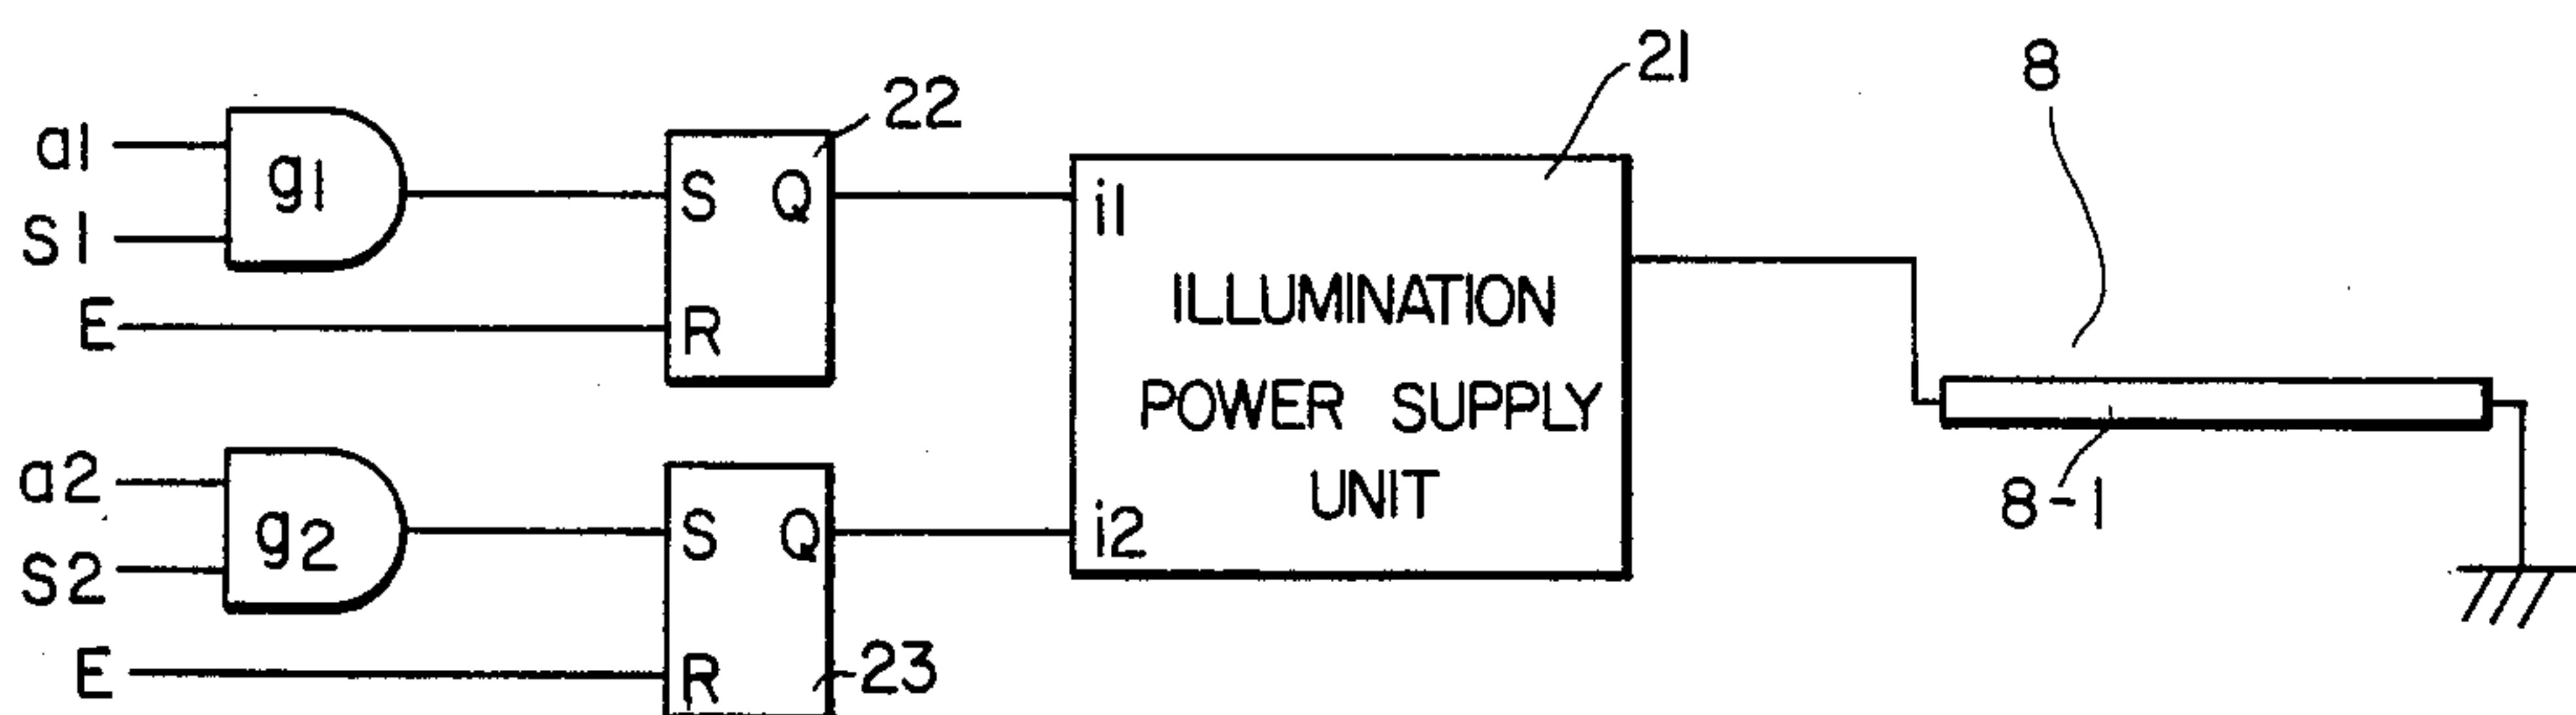 a1
S1
E
g1
22
S Q
R
a2
S2
E
g2
S Q
R
23
21
i1
ILLUMINATION
POWER SUPPLY
UNIT
i2
8
8-1